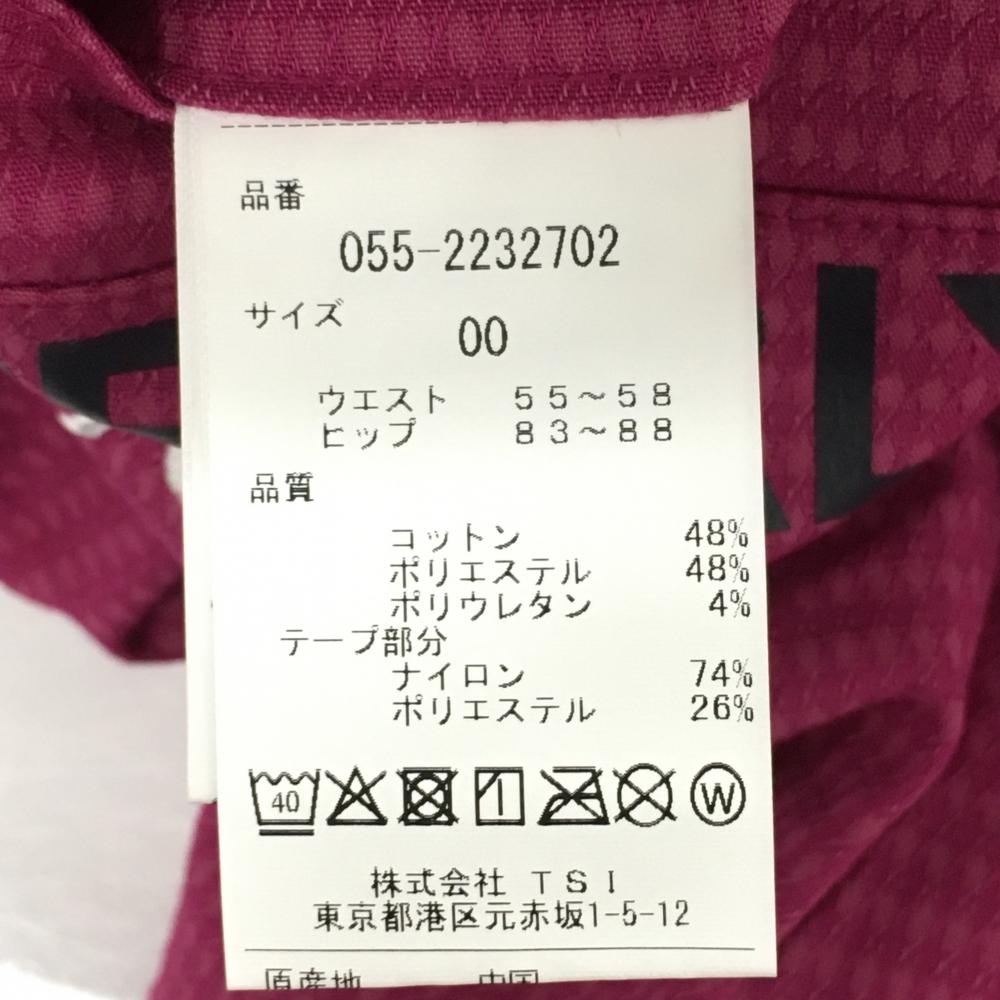 品番
055-2232702
サイズ
00
ウエスト 55~58
ヒップ 83~88
品質
コットン 48%
ポリエステル 48%
ポリウレタン 4%
テープ部分
ナイロン 74%
ポリエステル 26%
40
W
株式会社 TSI
東京都港区元赤坂1-5-12
原産地 中国